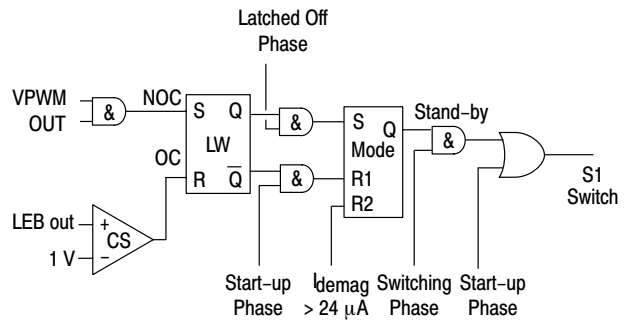 Latched Off
Phase
VPWM
OUT
&
NOC
S
Q
LW
OC
R
Q
&
&
S
Q
Mode
R1
R2
Stand-by
&
S1
Switch
LEB out
1 V
+
CS
−
Start-up
Phase
Idemag
> 24 µA
Switching
Phase
Start-up
Phase